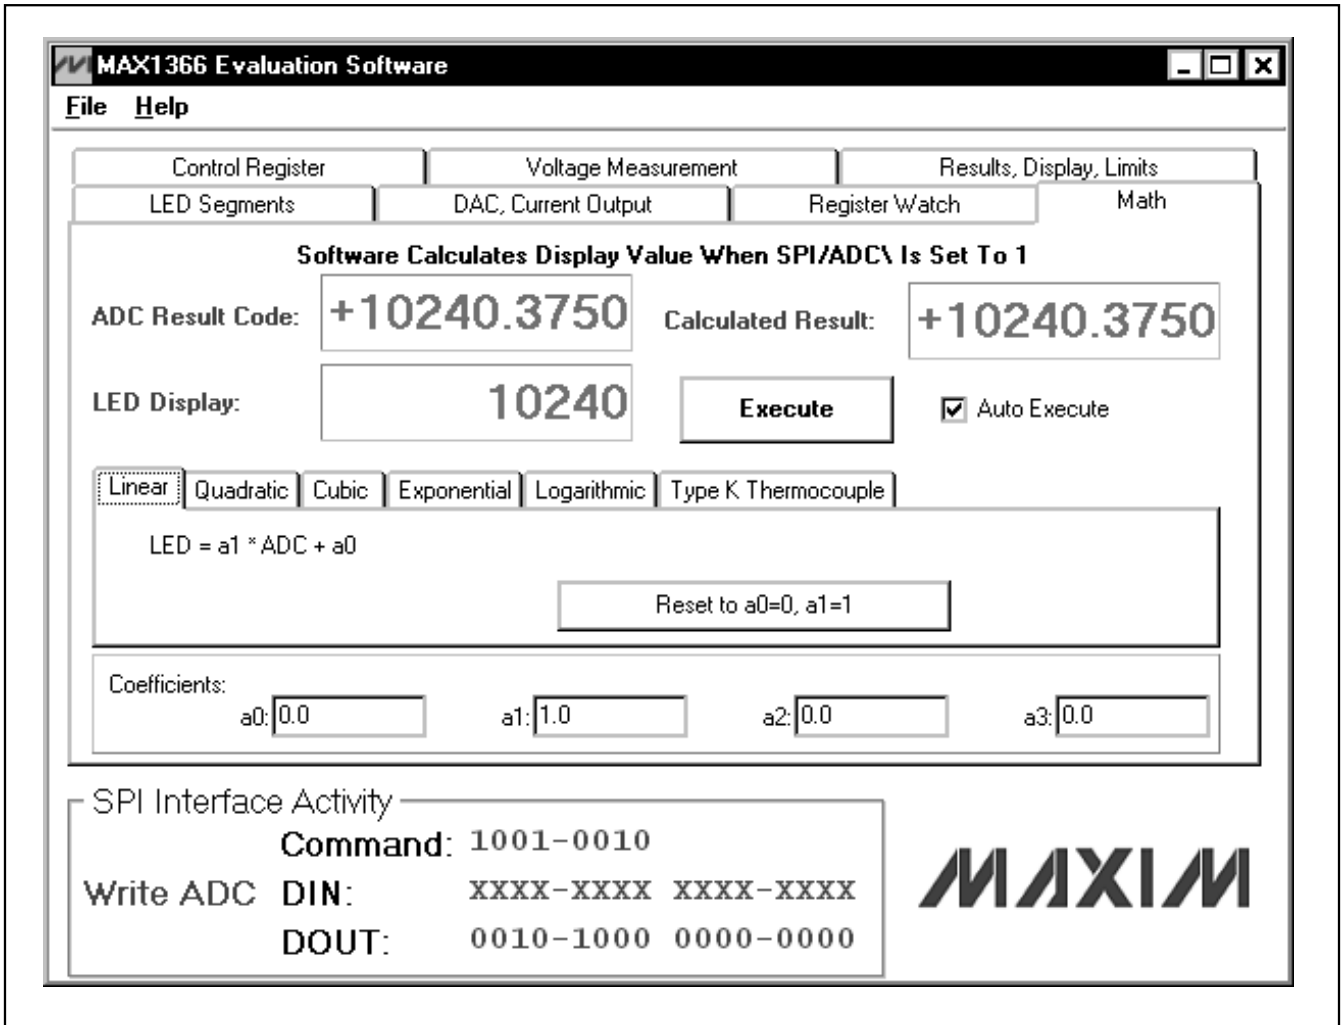 MAX1366 Evaluation Software
File Help
Control Register Voltage Measurement Results, Display, Limits
LED Segments DAC, Current Output Register Watch Math
Software Calculates Display Value When SPI/ADC\ Is Set To 1
ADC Result Code: +10240.3750 Calculated Result: +10240.3750
LED Display: 10240 Execute Auto Execute
Linear Quadratic Cubic Exponential Logarithmic Type K Thermocouple
LED = a1 * ADC + a0
Reset to a0=0, a1=1
Coefficients:
a0: 0.0 a1: 1.0 a2: 0.0 a3: 0.0
SPI Interface Activity
Command: 1001-0010
Write ADC DIN: XXXX-XXXX XXXX-XXXX
DOUT: 0010-1000 0000-0000
MAXIM